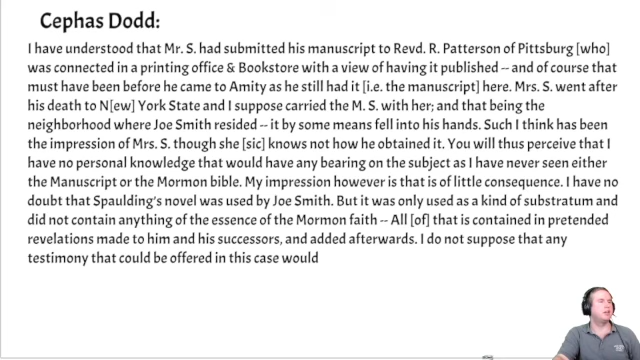 Cephas Dodd:
I have understood that Mr. S. had submitted his manuscript to Revd. R. Patterson of Pittsburg [who]
was connected in a printing office & Bookstore with a view of having it published -- and of course that
must have been before he came to Amity as he still had it [i.e. the manuscript] here. Mrs. S. went after
his death to N[ew] York State and I suppose carried the M. S. with her; and that being the
neighborhood where Joe Smith resided -- it by some means fell into his hands. Such I think has been
the impression of Mrs. S. though she [sic] knows not how he obtained it. You will thus perceive that I
have no personal knowledge that would have any bearing on the subject as I have never seen either
the Manuscript or the Mormon bible. My impression however is that is of little consequence. I have no
doubt that Spaulding's novel was used by Joe Smith. But it was only used as a kind of substratum and
did not contain anything of the essence of the Mormon faith -- All [of] that is contained in pretended
revelations made to him and his successors, and added afterwards. I do not suppose that any
testimony that could be offered in this case would